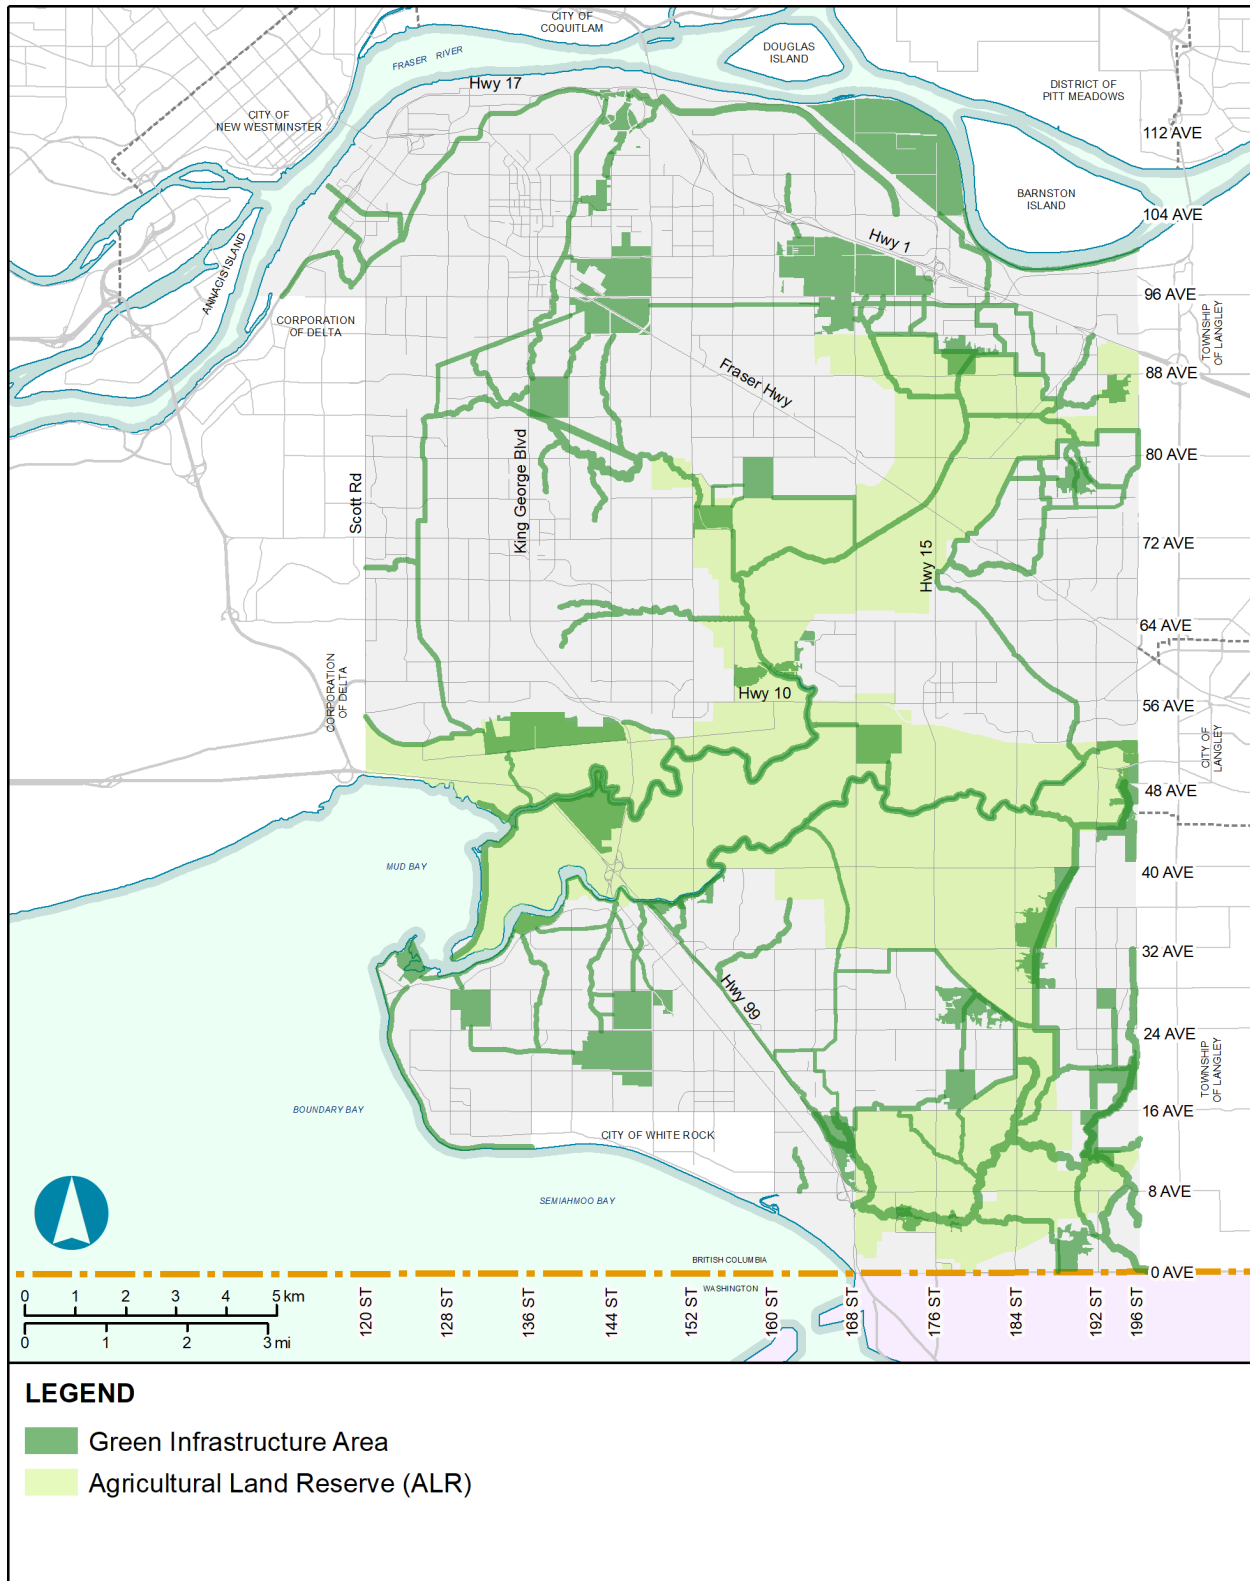 CITY OF
COQUITLAM
FRASER RIVER
DOUGLAS
ISLAND
Hwy 17
DISTRICT OF
PITT MEADOWS
CITY OF
NEW WESTMINSTER
112 AVE
BARNSTON
ISLAND
104 AVE
Hwy 1
ANNACIS ISLAND
96 AVE
CORPORATION
OF DELTA
TOWNSHIP
OF LANGLEY
88 AVE
Fraser Hwy
King George Blvd
80 AVE
Scott Rd
72 AVE
Hwy 15
64 AVE
CORPORATION
OF DELTA
Hwy 10
56 AVE
CITY OF
LANGLEY
48 AVE
MUD BAY
40 AVE
32 AVE
Hwy 99
24 AVE
TOWNSHIP
OF LANGLEY
BOUNDARY BAY
16 AVE
CITY OF WHITE ROCK
8 AVE
SEMIAHMOO BAY
BRITISH COLUMBIA
0 AVE
WASHINGTON
0 1 2 3 4 5 km
0 1 2 3 mi
120 ST
128 ST
136 ST
144 ST
152 ST
160 ST
168 ST
176 ST
184 ST
192 ST
196 ST
LEGEND
Green Infrastructure Area
Agricultural Land Reserve (ALR)